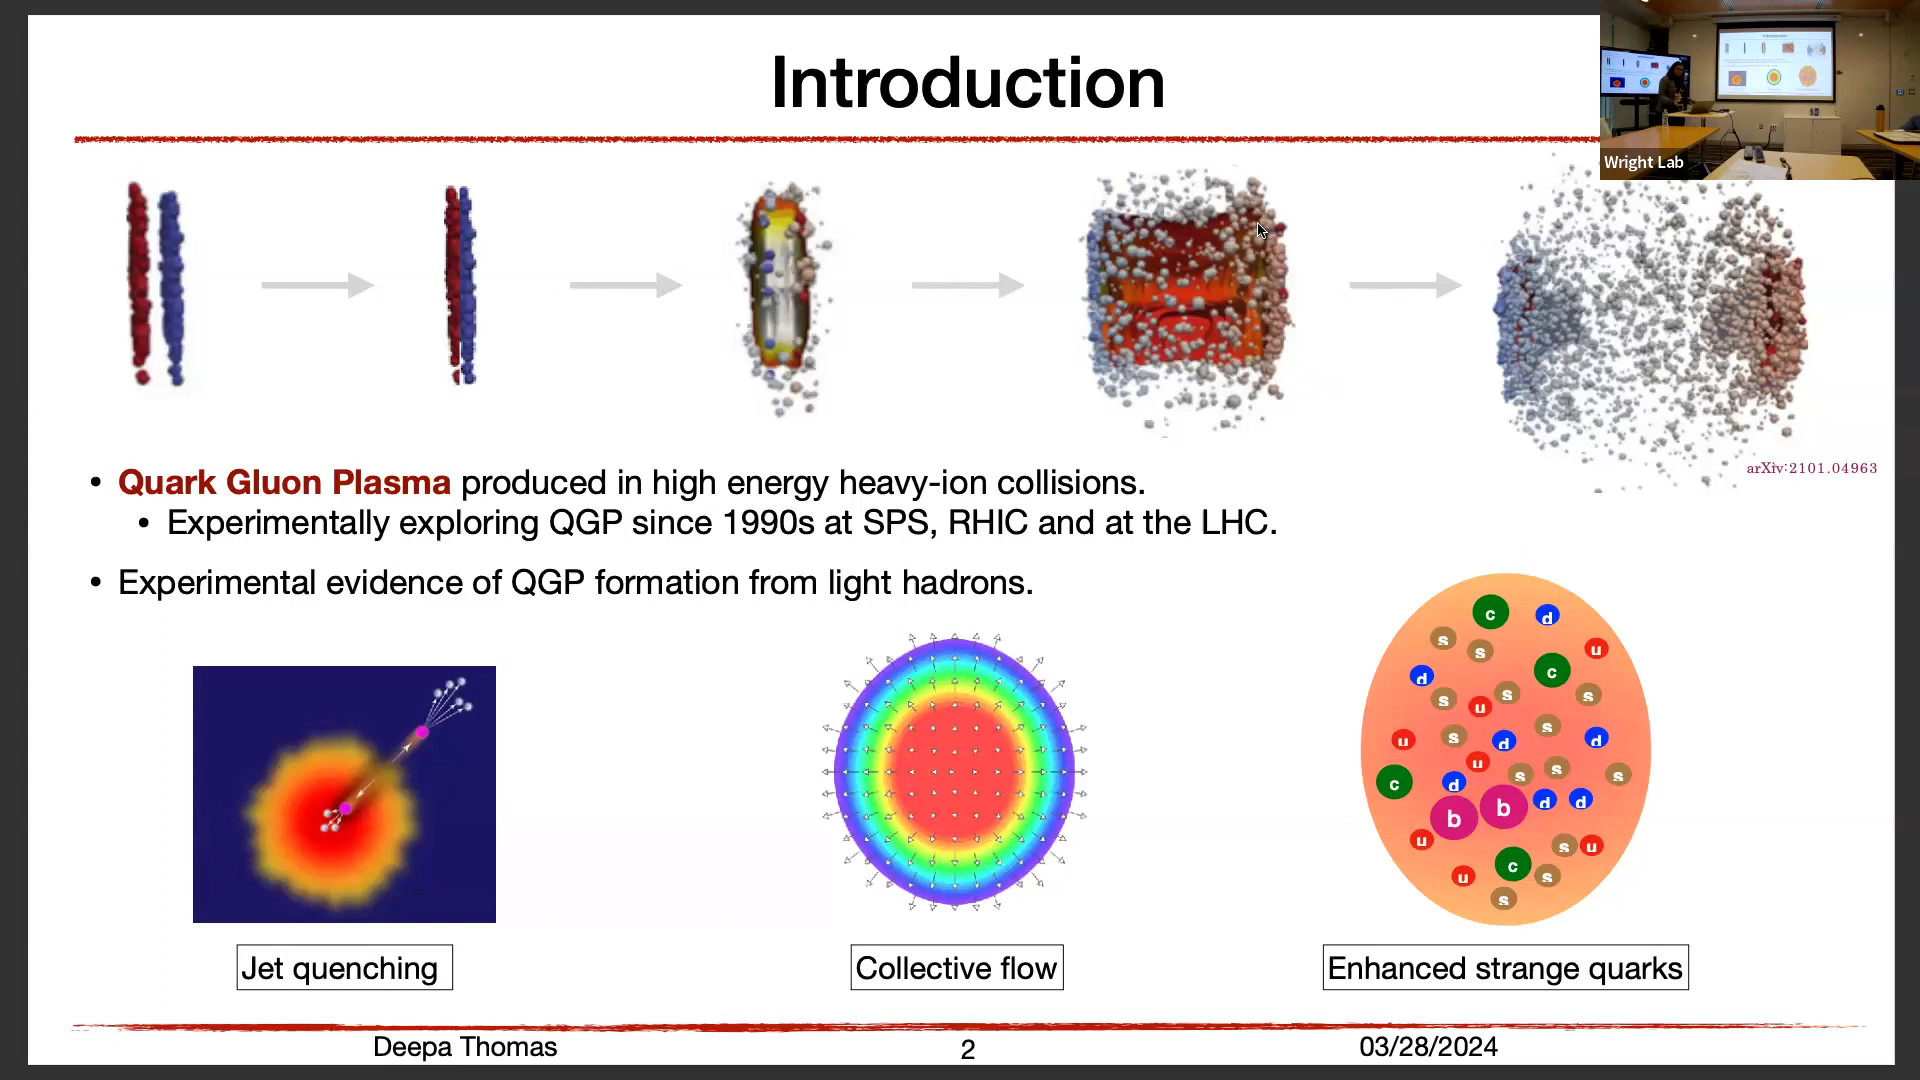 Introduction
Wright Lab
arXiv:2101.04963
• Quark Gluon Plasma produced in high energy heavy-ion collisions.
• Experimentally exploring QGP since 1990s at SPS, RHIC and at the LHC.
• Experimental evidence of QGP formation from light hadrons.
c
d
s
s
u
c
d
s
s
s
u
s
u
s
d
d
u
s
s
s
c
d
b
b
d
d
u
s
u
c
u
s
s
Jet quenching
Collective flow
Enhanced strange quarks
Deepa Thomas
2
03/28/2024